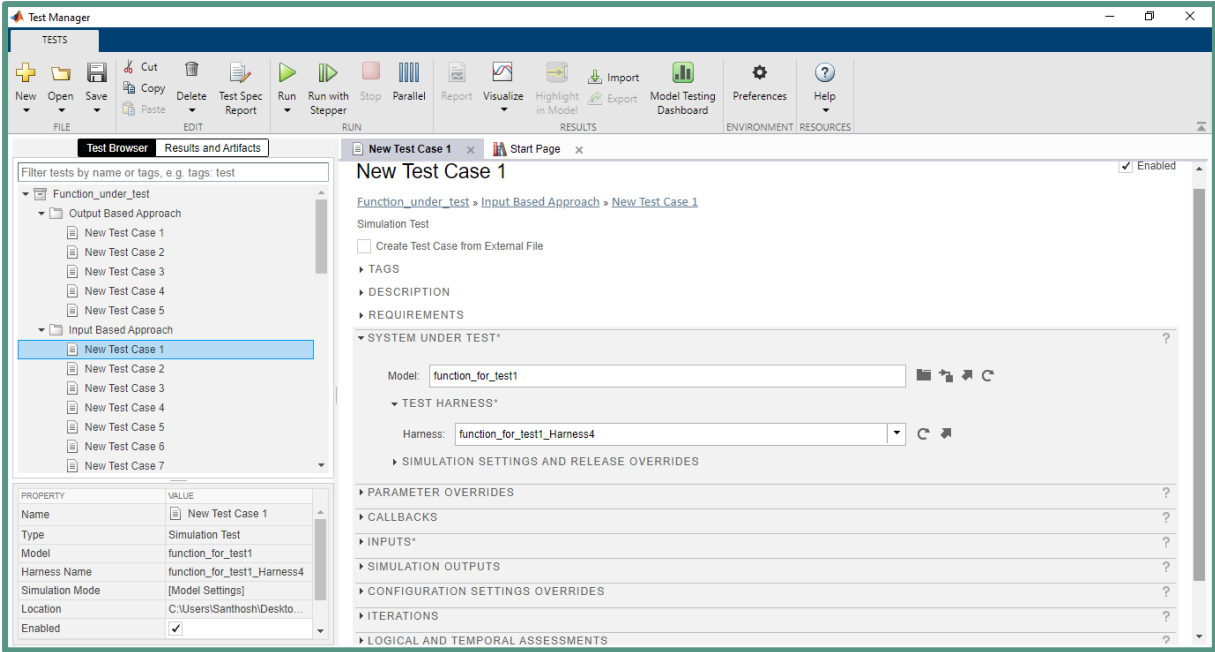 Test Manager
TESTS
New Open Save Cut Copy Paste Delete Test Spec Report Run Run with Stepper Stop Parallel Report Visualize Highlight in Model Import Export Model Testing Dashboard Preferences Help
FILE EDIT RUN RESULTS ENVIRONMENT RESOURCES
Test Browser Results and Artifacts
Filter tests by name or tags, e.g. tags: test
Function_under_test
Output Based Approach
New Test Case 1
New Test Case 2
New Test Case 3
New Test Case 4
New Test Case 5
Input Based Approach
New Test Case 1
New Test Case 2
New Test Case 3
New Test Case 4
New Test Case 5
New Test Case 6
New Test Case 7
PROPERTY VALUE
Name New Test Case 1
Type Simulation Test
Model function_for_test1
Harness Name function_for_test1_Harness4
Simulation Mode [Model Settings]
Location C:\Users\Santhosh\Deskto...
Enabled
New Test Case 1 Start Page
New Test Case 1 Enabled
Function_under_test » Input Based Approach » New Test Case 1
Simulation Test
Create Test Case from External File
TAGS
DESCRIPTION
REQUIREMENTS
SYSTEM UNDER TEST* ?
Model: function_for_test1
TEST HARNESS*
Harness: function_for_test1_Harness4
SIMULATION SETTINGS AND RELEASE OVERRIDES
PARAMETER OVERRIDES ?
CALLBACKS ?
INPUTS* ?
SIMULATION OUTPUTS ?
CONFIGURATION SETTINGS OVERRIDES ?
ITERATIONS ?
LOGICAL AND TEMPORAL ASSESSMENTS ?